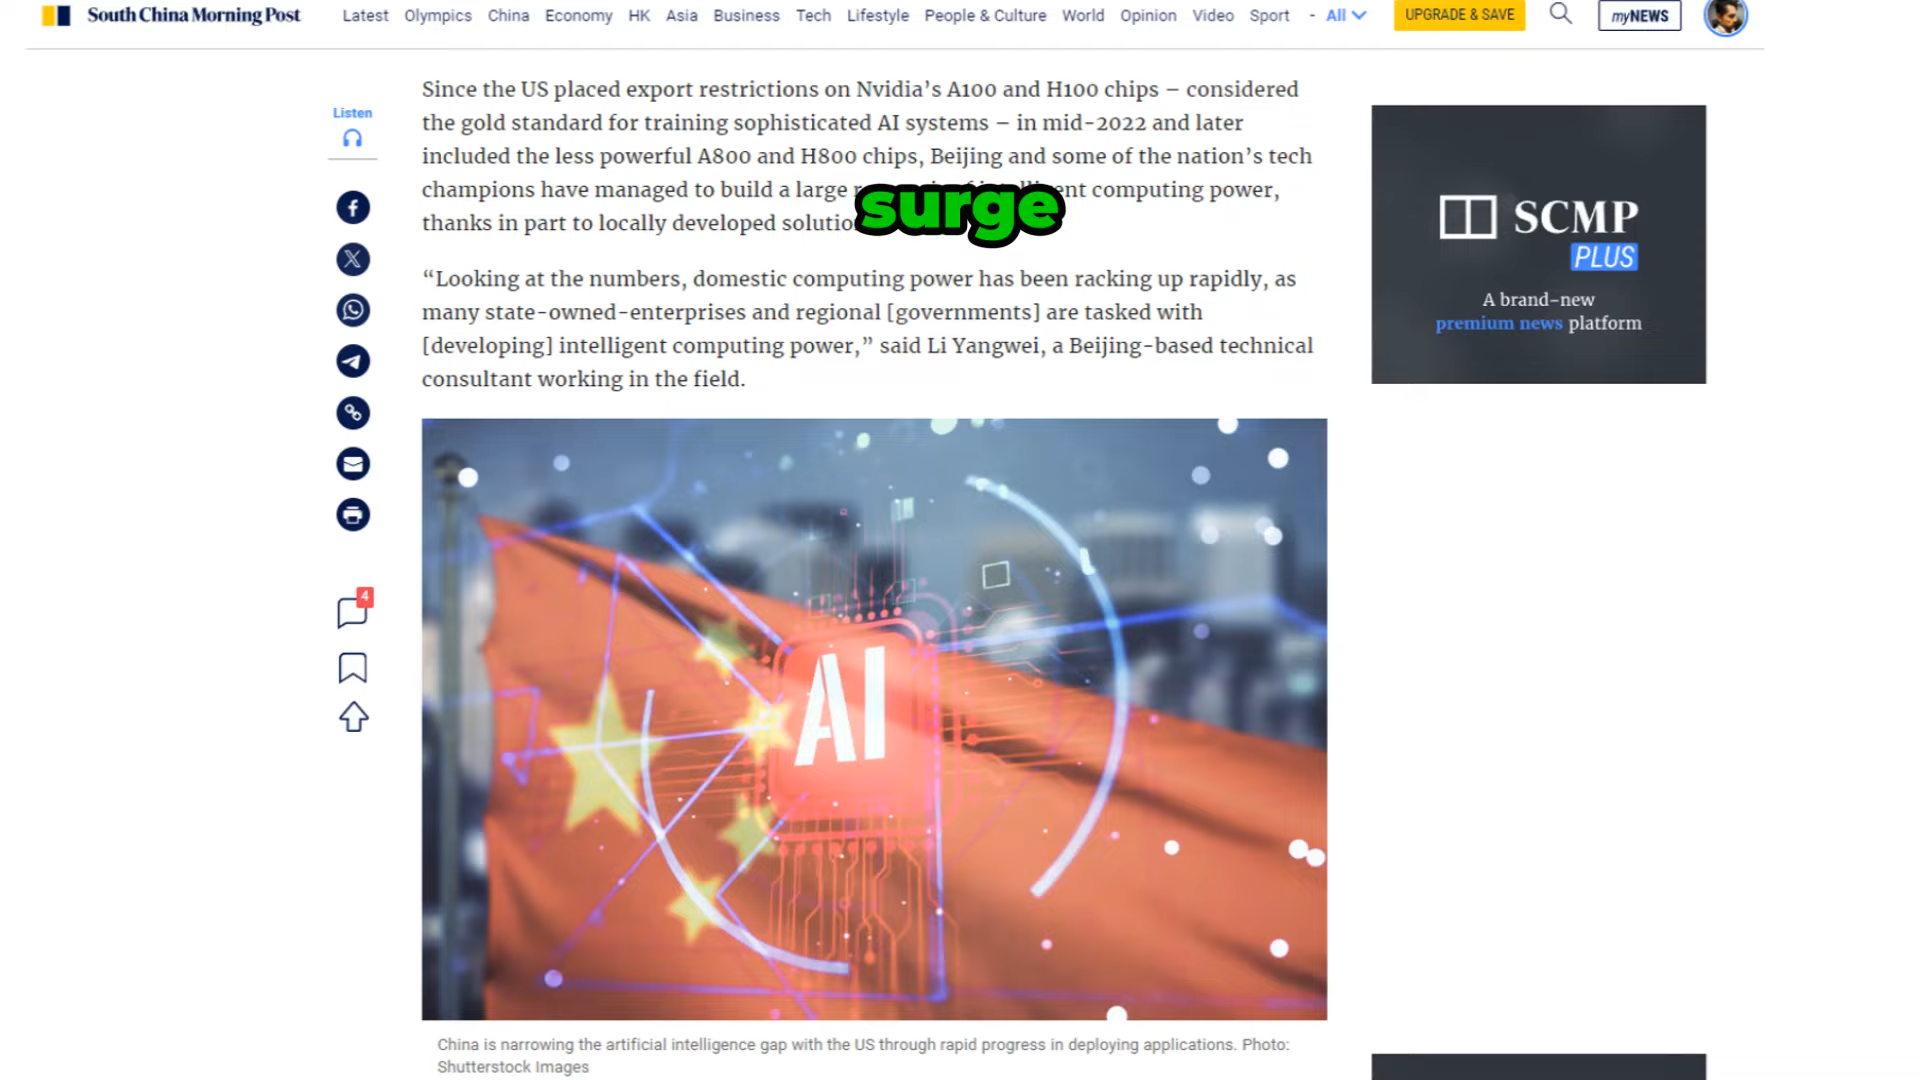 South China Morning Post
Latest Olympics China Economy HK Asia Business Tech Lifestyle People & Culture World Opinion Video Sport - All
UPGRADE & SAVE
myNEWS
Listen
Since the US placed export restrictions on Nvidia’s A100 and H100 chips – considered
the gold standard for training sophisticated AI systems – in mid-2022 and later
included the less powerful A800 and H800 chips, Beijing and some of the nation’s tech
champions have managed to build a large computing power,
thanks in part to locally developed
surge
“Looking at the numbers, domestic computing power has been racking up rapidly, as
many state-owned-enterprises and regional [governments] are tasked with
[developing] intelligent computing power,” said Li Yangwei, a Beijing-based technical
consultant working in the field.
4
AI
China is narrowing the artificial intelligence gap with the US through rapid progress in deploying applications. Photo:
Shutterstock Images
SCMP
PLUS
A brand-new
premium news platform